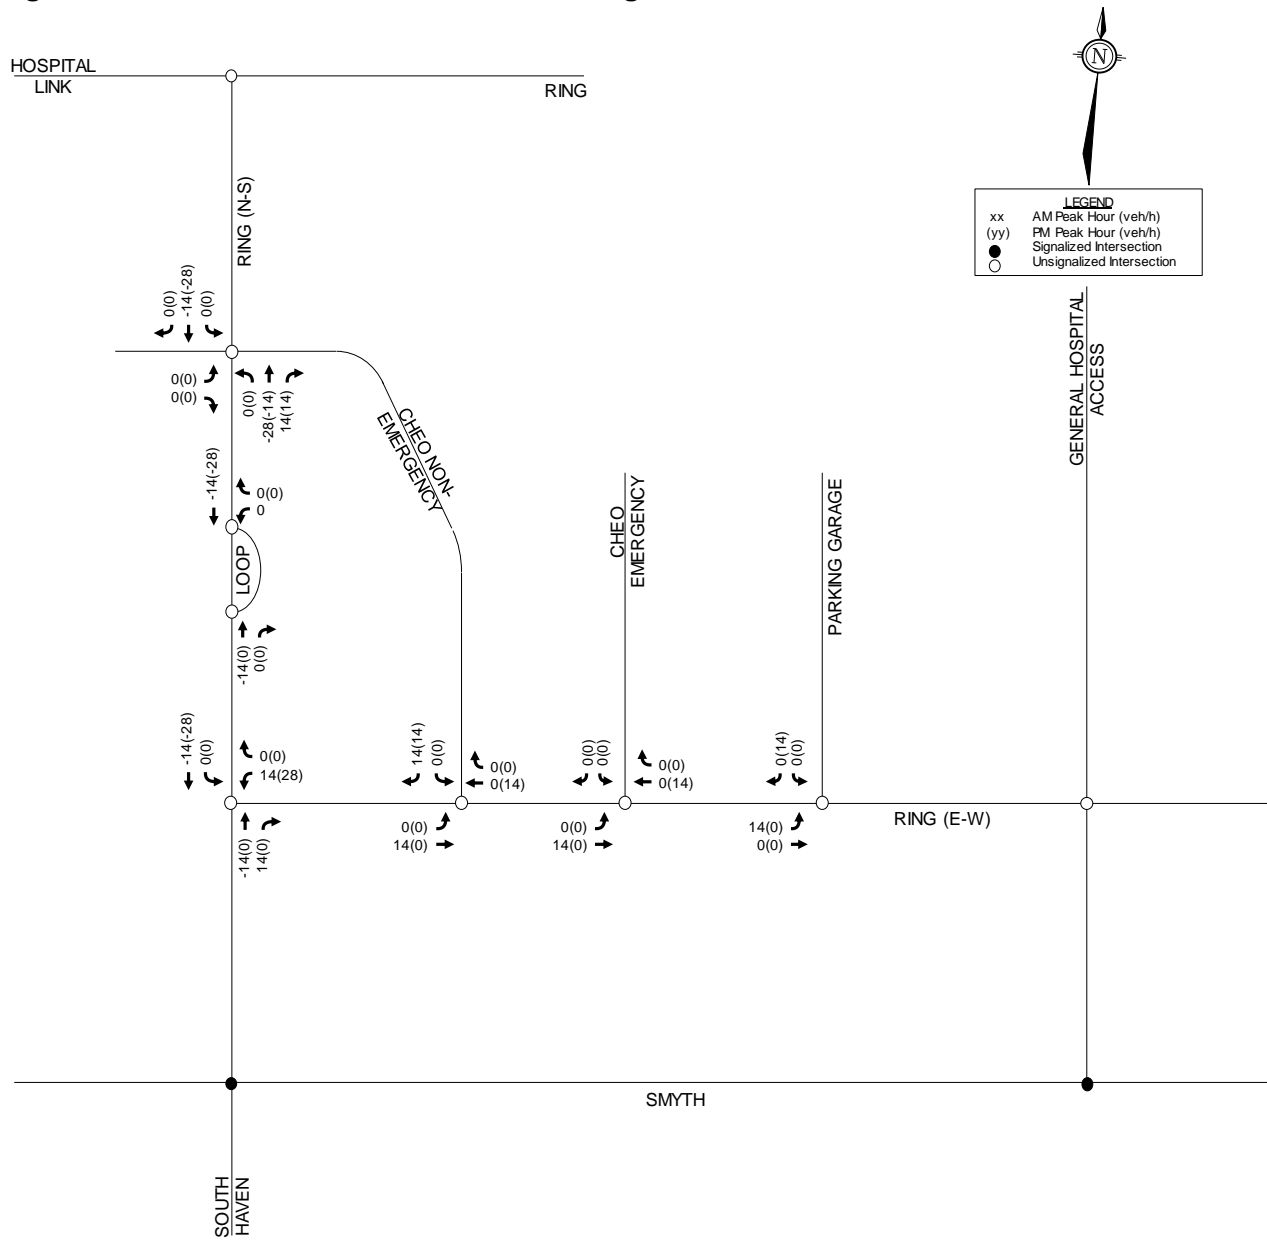 N
HOSPITAL
LINK
RING
RING (N-S)
LEGEND
xx AM Peak Hour (veh/h)
(yy) PM Peak Hour (veh/h)
Signalized Intersection
Unsignalized Intersection
0(0)
-14(-28)
0(0)
0(0)
0(0)
0(0)
-28(-14)
14(14)
CHEO NON-
EMERGENCY
GENERAL HOSPITAL
ACCESS
-14(-28)
0(0)
0
LOOP
CHEO
EMERGENCY
PARKING GARAGE
-14(0)
0(0)
-14(-28)
0(0)
0(0)
14(28)
14(14)
0(0)
0(0)
0(14)
0(0)
0(0)
0(0)
0(14)
0(14)
0(0)
RING (E-W)
-14(0)
14(0)
0(0)
14(0)
0(0)
14(0)
14(0)
0(0)
SMYTH
SOUTH
HAVEN